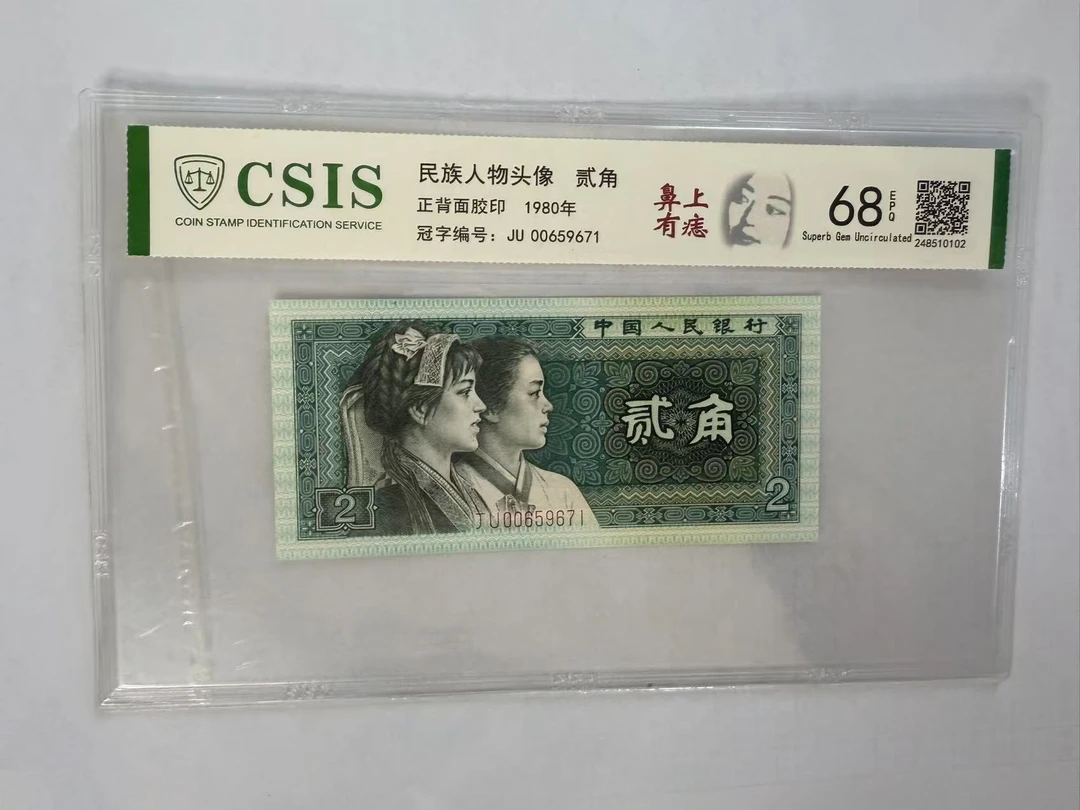 CSIS
COIN STAMP IDENTIFICATION SERVICE
民族人物头像 贰角
正背面胶印 1980年
冠字编号：JU 00659671
鼻上
有痣
68
EPQ
Superb Gem Uncirculated
248510102
中国人民银行
贰角
2
2
JU00659671